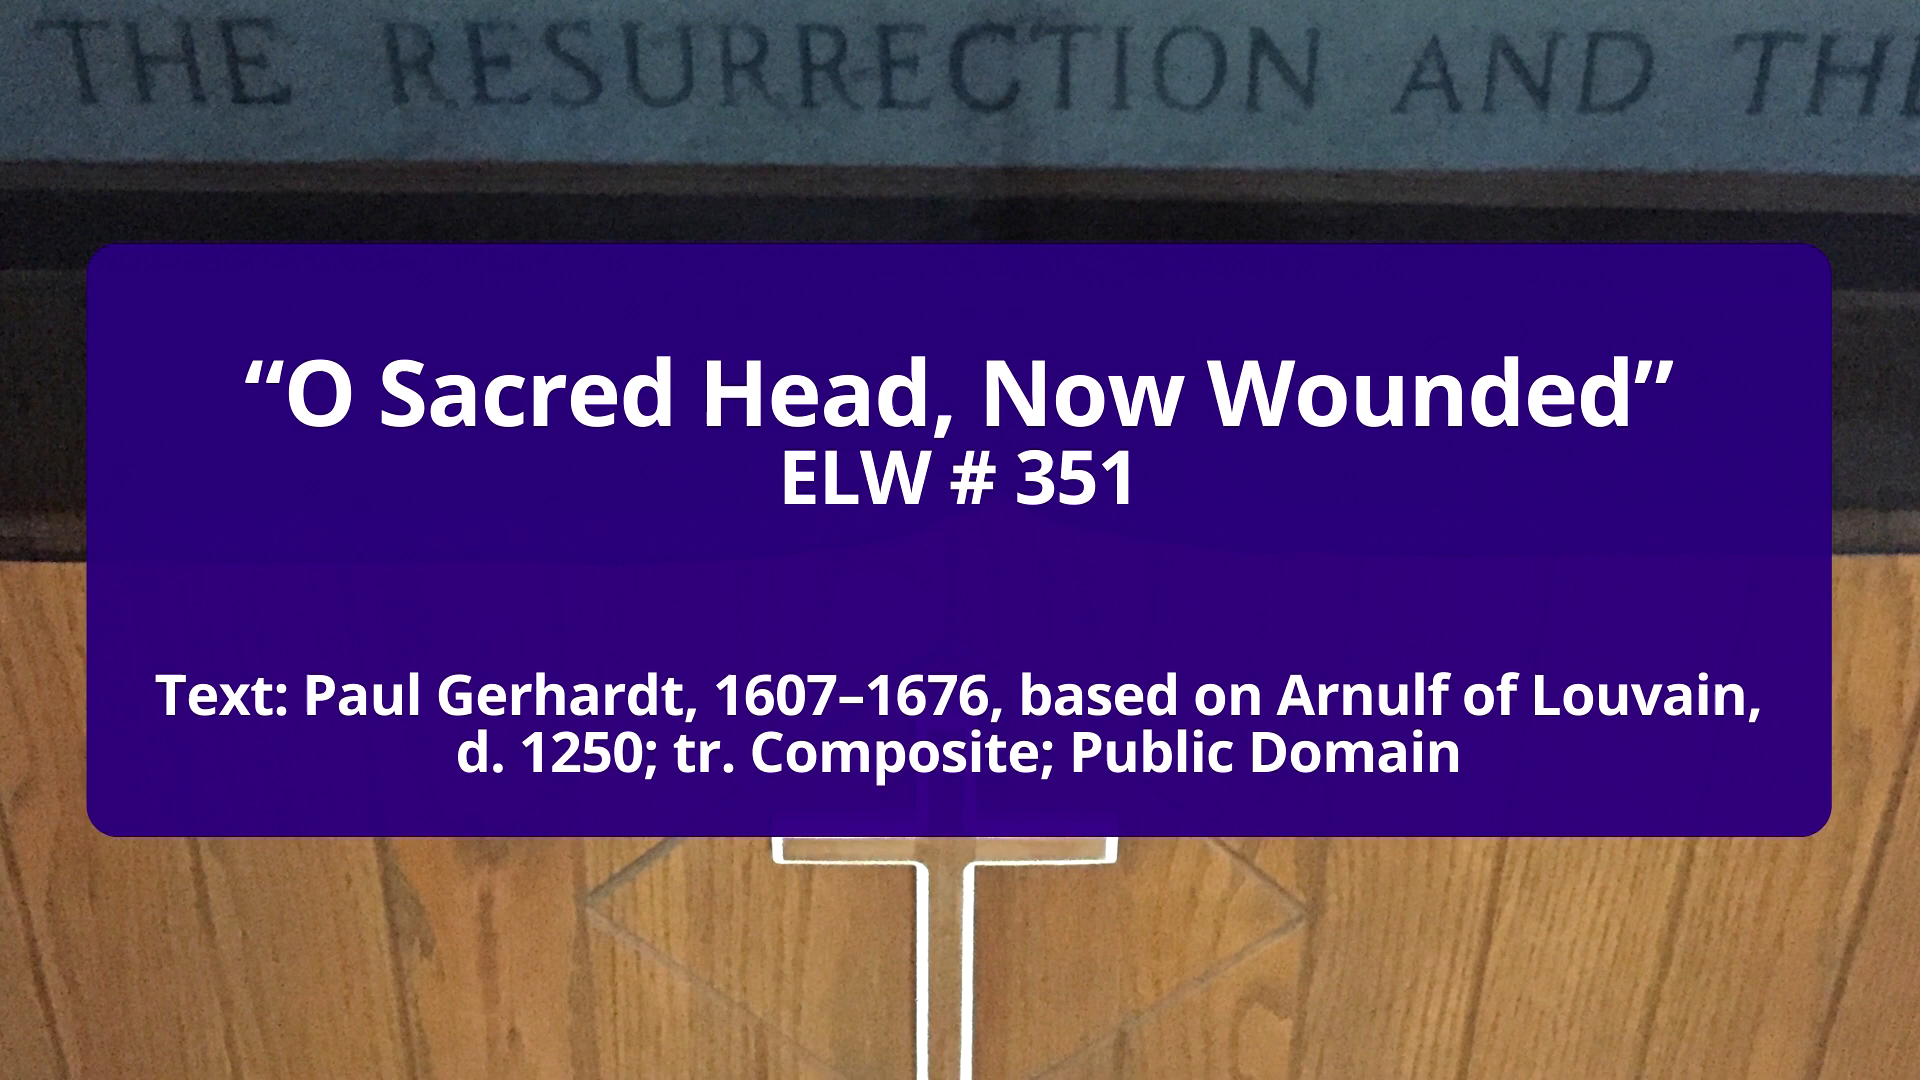 THE RESURRECTION AND THE
“O Sacred Head, Now Wounded”
ELW # 351
Text: Paul Gerhardt, 1607–1676, based on Arnulf of Louvain,
d. 1250; tr. Composite; Public Domain